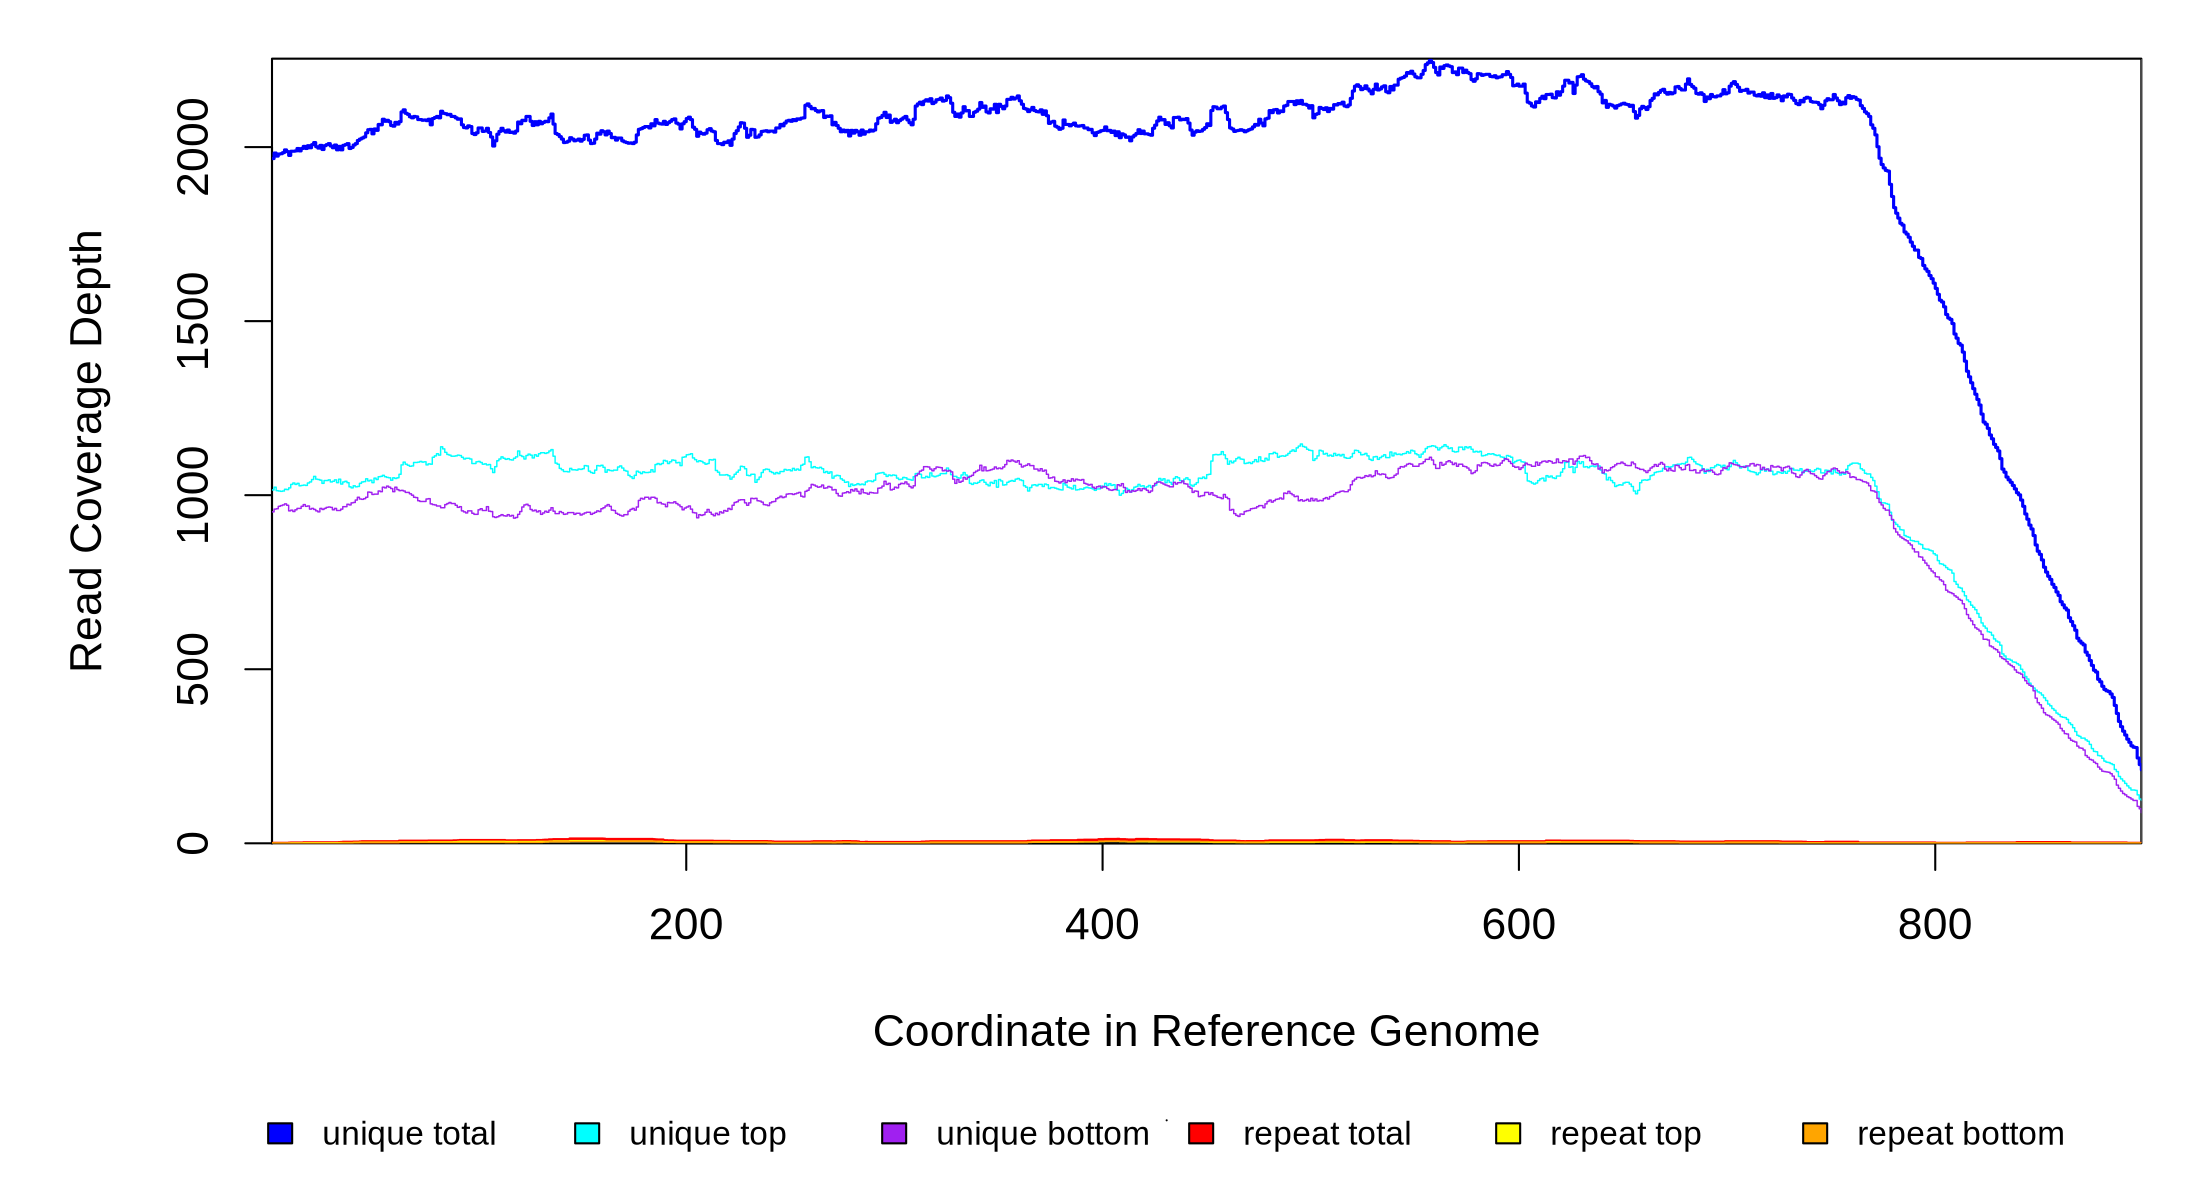 Read Coverage Depth
2000
1500
1000
500
0
200 400 600 800
Coordinate in Reference Genome
unique total unique top unique bottom repeat total repeat top repeat bottom